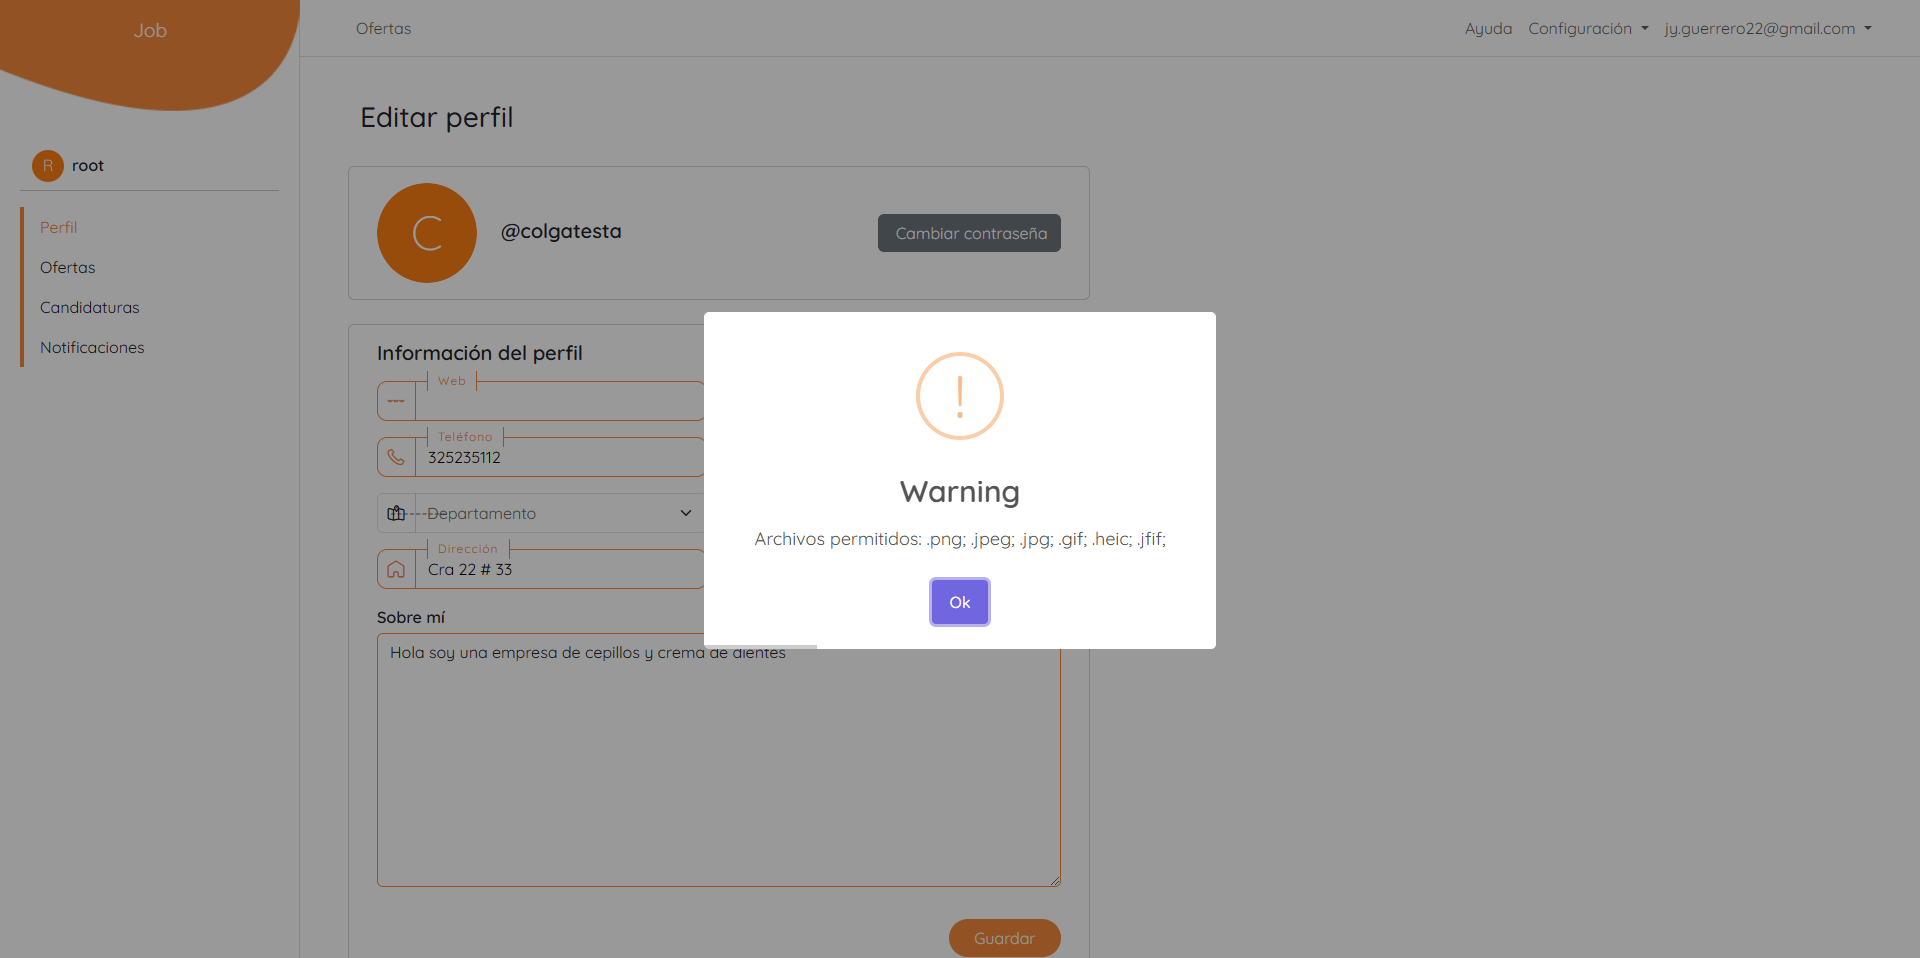 Job
Ofertas
Ayuda
Configuración
jy.guerrero22@gmail.com
Editar perfil
R
root
Perfil
Ofertas
Candidaturas
Notificaciones
C
@colgatesta
Cambiar contraseña
Información del perfil
Web
Teléfono
325235112
Departamento
Dirección
Cra 22 # 33
Sobre mí
Hola soy una empresa de cepillos y crema de dientes
Guardar
!
Warning
Archivos permitidos: .png; .jpeg; .jpg; .gif; .heic; .jfif;
Ok